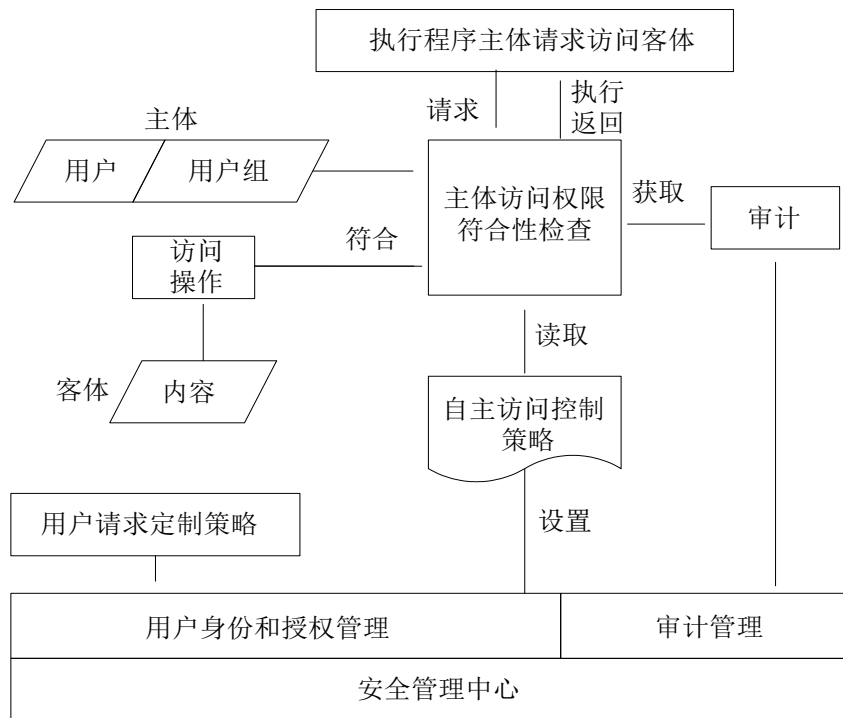 执行程序主体请求访问客体
请求
执行
返回
主体
用户
用户组
主体访问权限
符合性检查
获取
审计
访问
操作
符合
读取
客体
内容
自主访问控制
策略
用户请求定制策略
设置
用户身份和授权管理
审计管理
安全管理中心